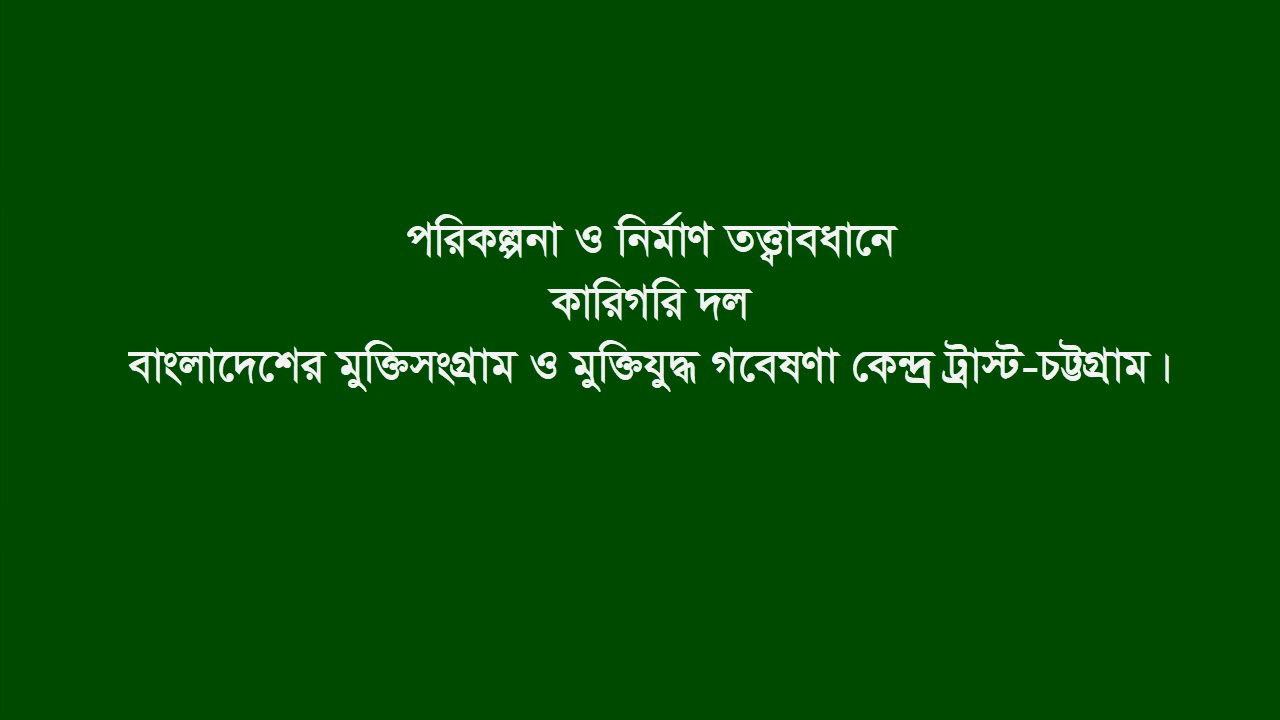 পরিকল্পনা ও নির্মাণ তত্ত্বাবধানে
কারিগরি দল
বাংলাদেশের মুক্তিসংগ্রাম ও মুক্তিযুদ্ধ গবেষণা কেন্দ্র ট্রাস্ট-চট্টগ্রাম।